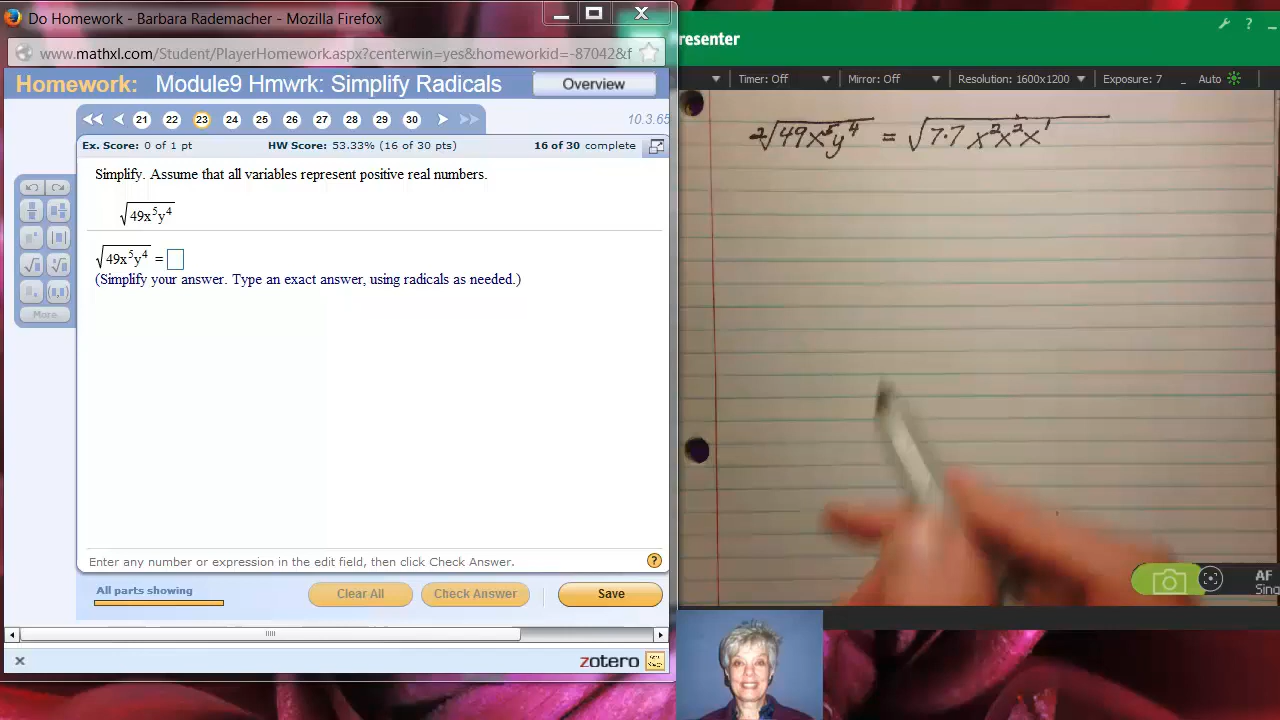 Do Homework - Barbara Rademacher - Mozilla Firefox
www.mathxl.com/Student/PlayerHomework.aspx?centerwin=yes&homeworkid=-87042&f
Homework: Module9 Hmwrk: Simplify Radicals
Overview
21 22 23 24 25 26 27 28 29 30
10.3.65
Ex. Score: 0 of 1 pt
HW Score: 53.33% (16 of 30 pts)
16 of 30 complete
Simplify. Assume that all variables represent positive real numbers.
√49x⁵y⁴
√49x⁵y⁴ =
(Simplify your answer. Type an exact answer, using radicals as needed.)
More
Enter any number or expression in the edit field, then click Check Answer.
?
All parts showing
Clear All
Check Answer
Save
zotero
resenter
?
Timer: Off
Mirror: Off
Resolution: 1600x1200
Exposure: 7
Auto
²√49x⁵y⁴ = √7·7 x²x²x¹
AF
Sing